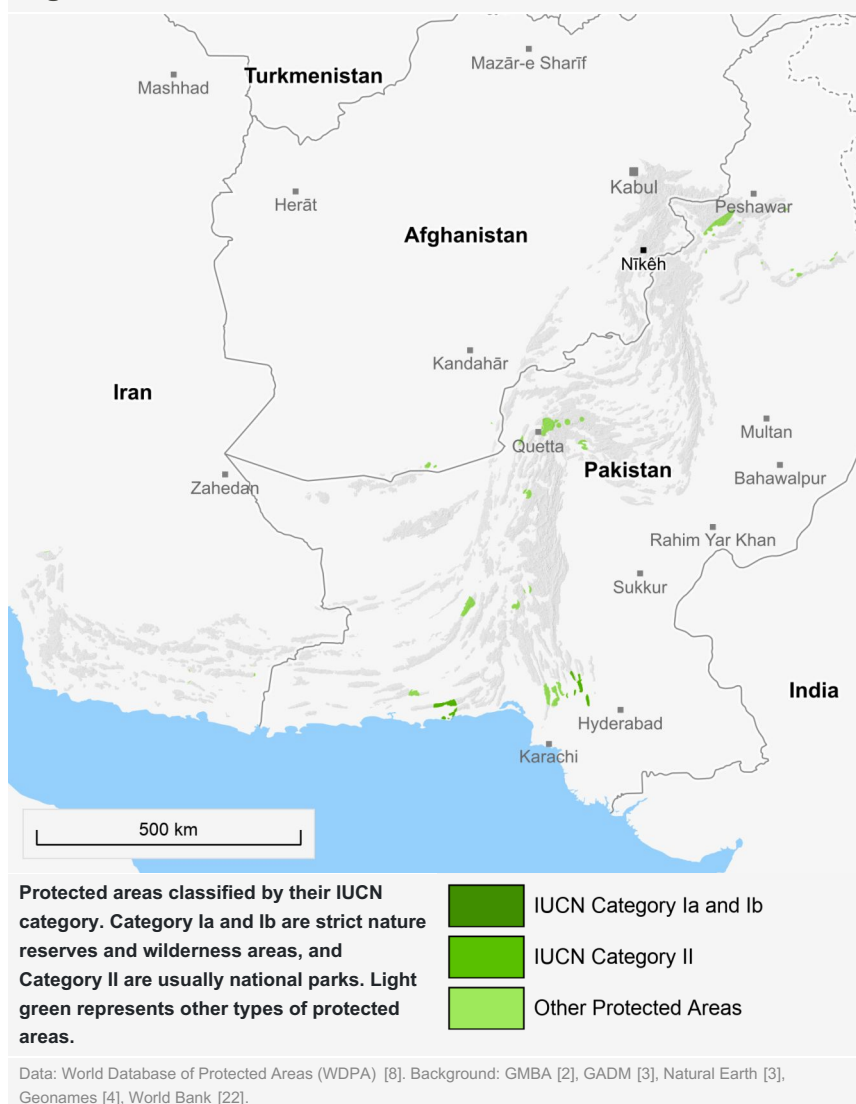 Turkmenistan
Mazār-e Sharīf
Mashhad
Kabul
Herāt
Peshawar
Afghanistan
Nīkêh
Kandahār
Iran
Multan
Quetta
Pakistan
Bahawalpur
Zahedan
Rahim Yar Khan
Sukkur
India
Hyderabad
Karachi
500 km
Protected areas classified by their IUCN
category. Category Ia and Ib are strict nature
reserves and wilderness areas, and
Category II are usually national parks. Light
green represents other types of protected
areas.
IUCN Category Ia and Ib
IUCN Category II
Other Protected Areas
Data: World Database of Protected Areas (WDPA) [8]. Background: GMBA [2], GADM [3], Natural Earth [3],
Geonames [4], World Bank [22].